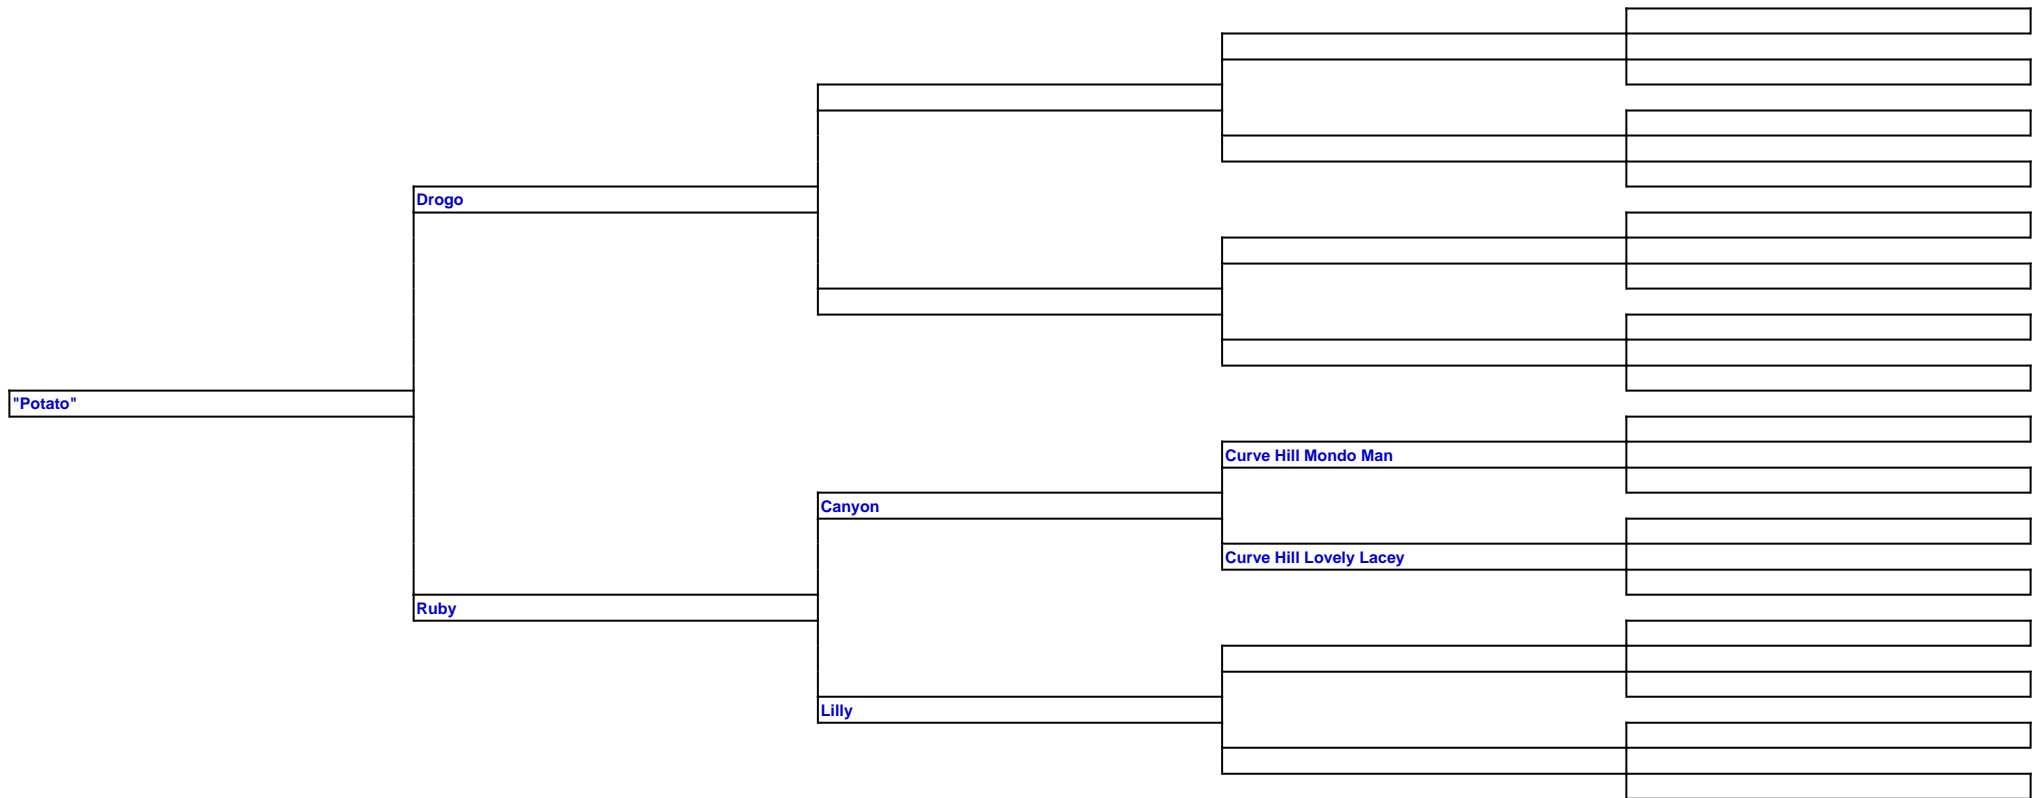 Drogo
"Potato"
Curve Hill Mondo Man
Canyon
Curve Hill Lovely Lacey
Ruby
Lilly